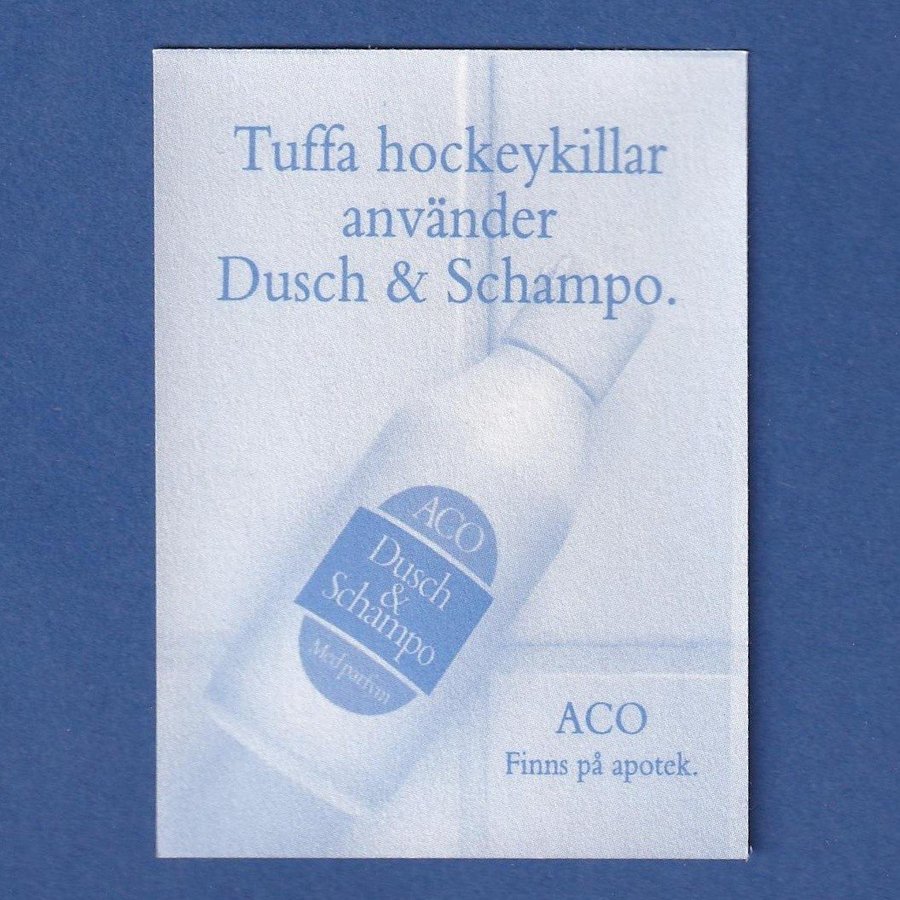 Tuffa hockeykillar
använder
Dusch & Schampo.
ACO
Dusch
&
Schampo
Med parfym
ACO
Finns på apotek.